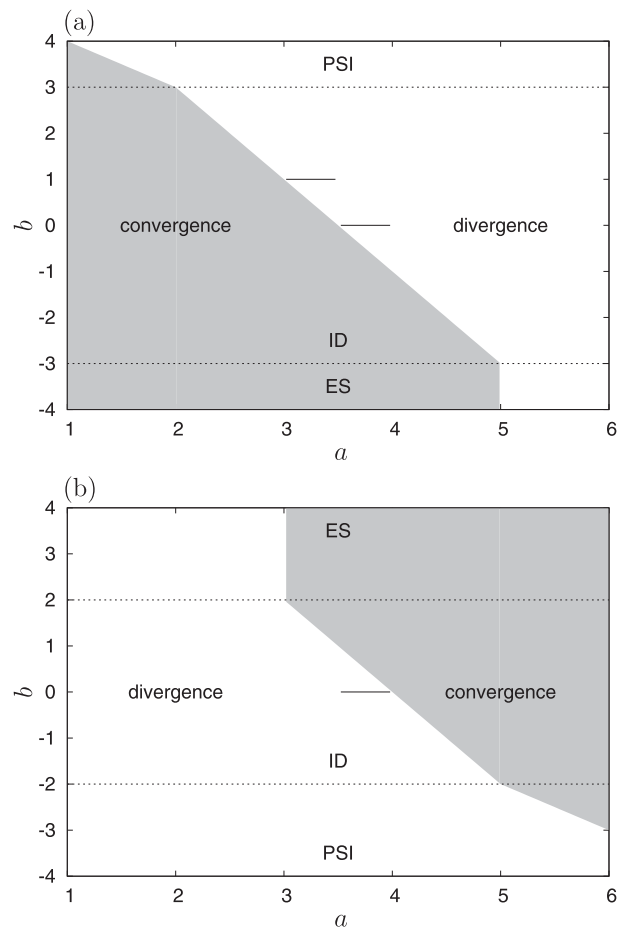 (a)
4
PSI
3
2
1
b
0
convergence
divergence
-1
-2
ID
-3
ES
-4
1 2 3 4 5 6
a
(b)
4
ES
3
2
1
b
0
divergence
convergence
-1
ID
-2
-3
PSI
-4
1 2 3 4 5 6
a